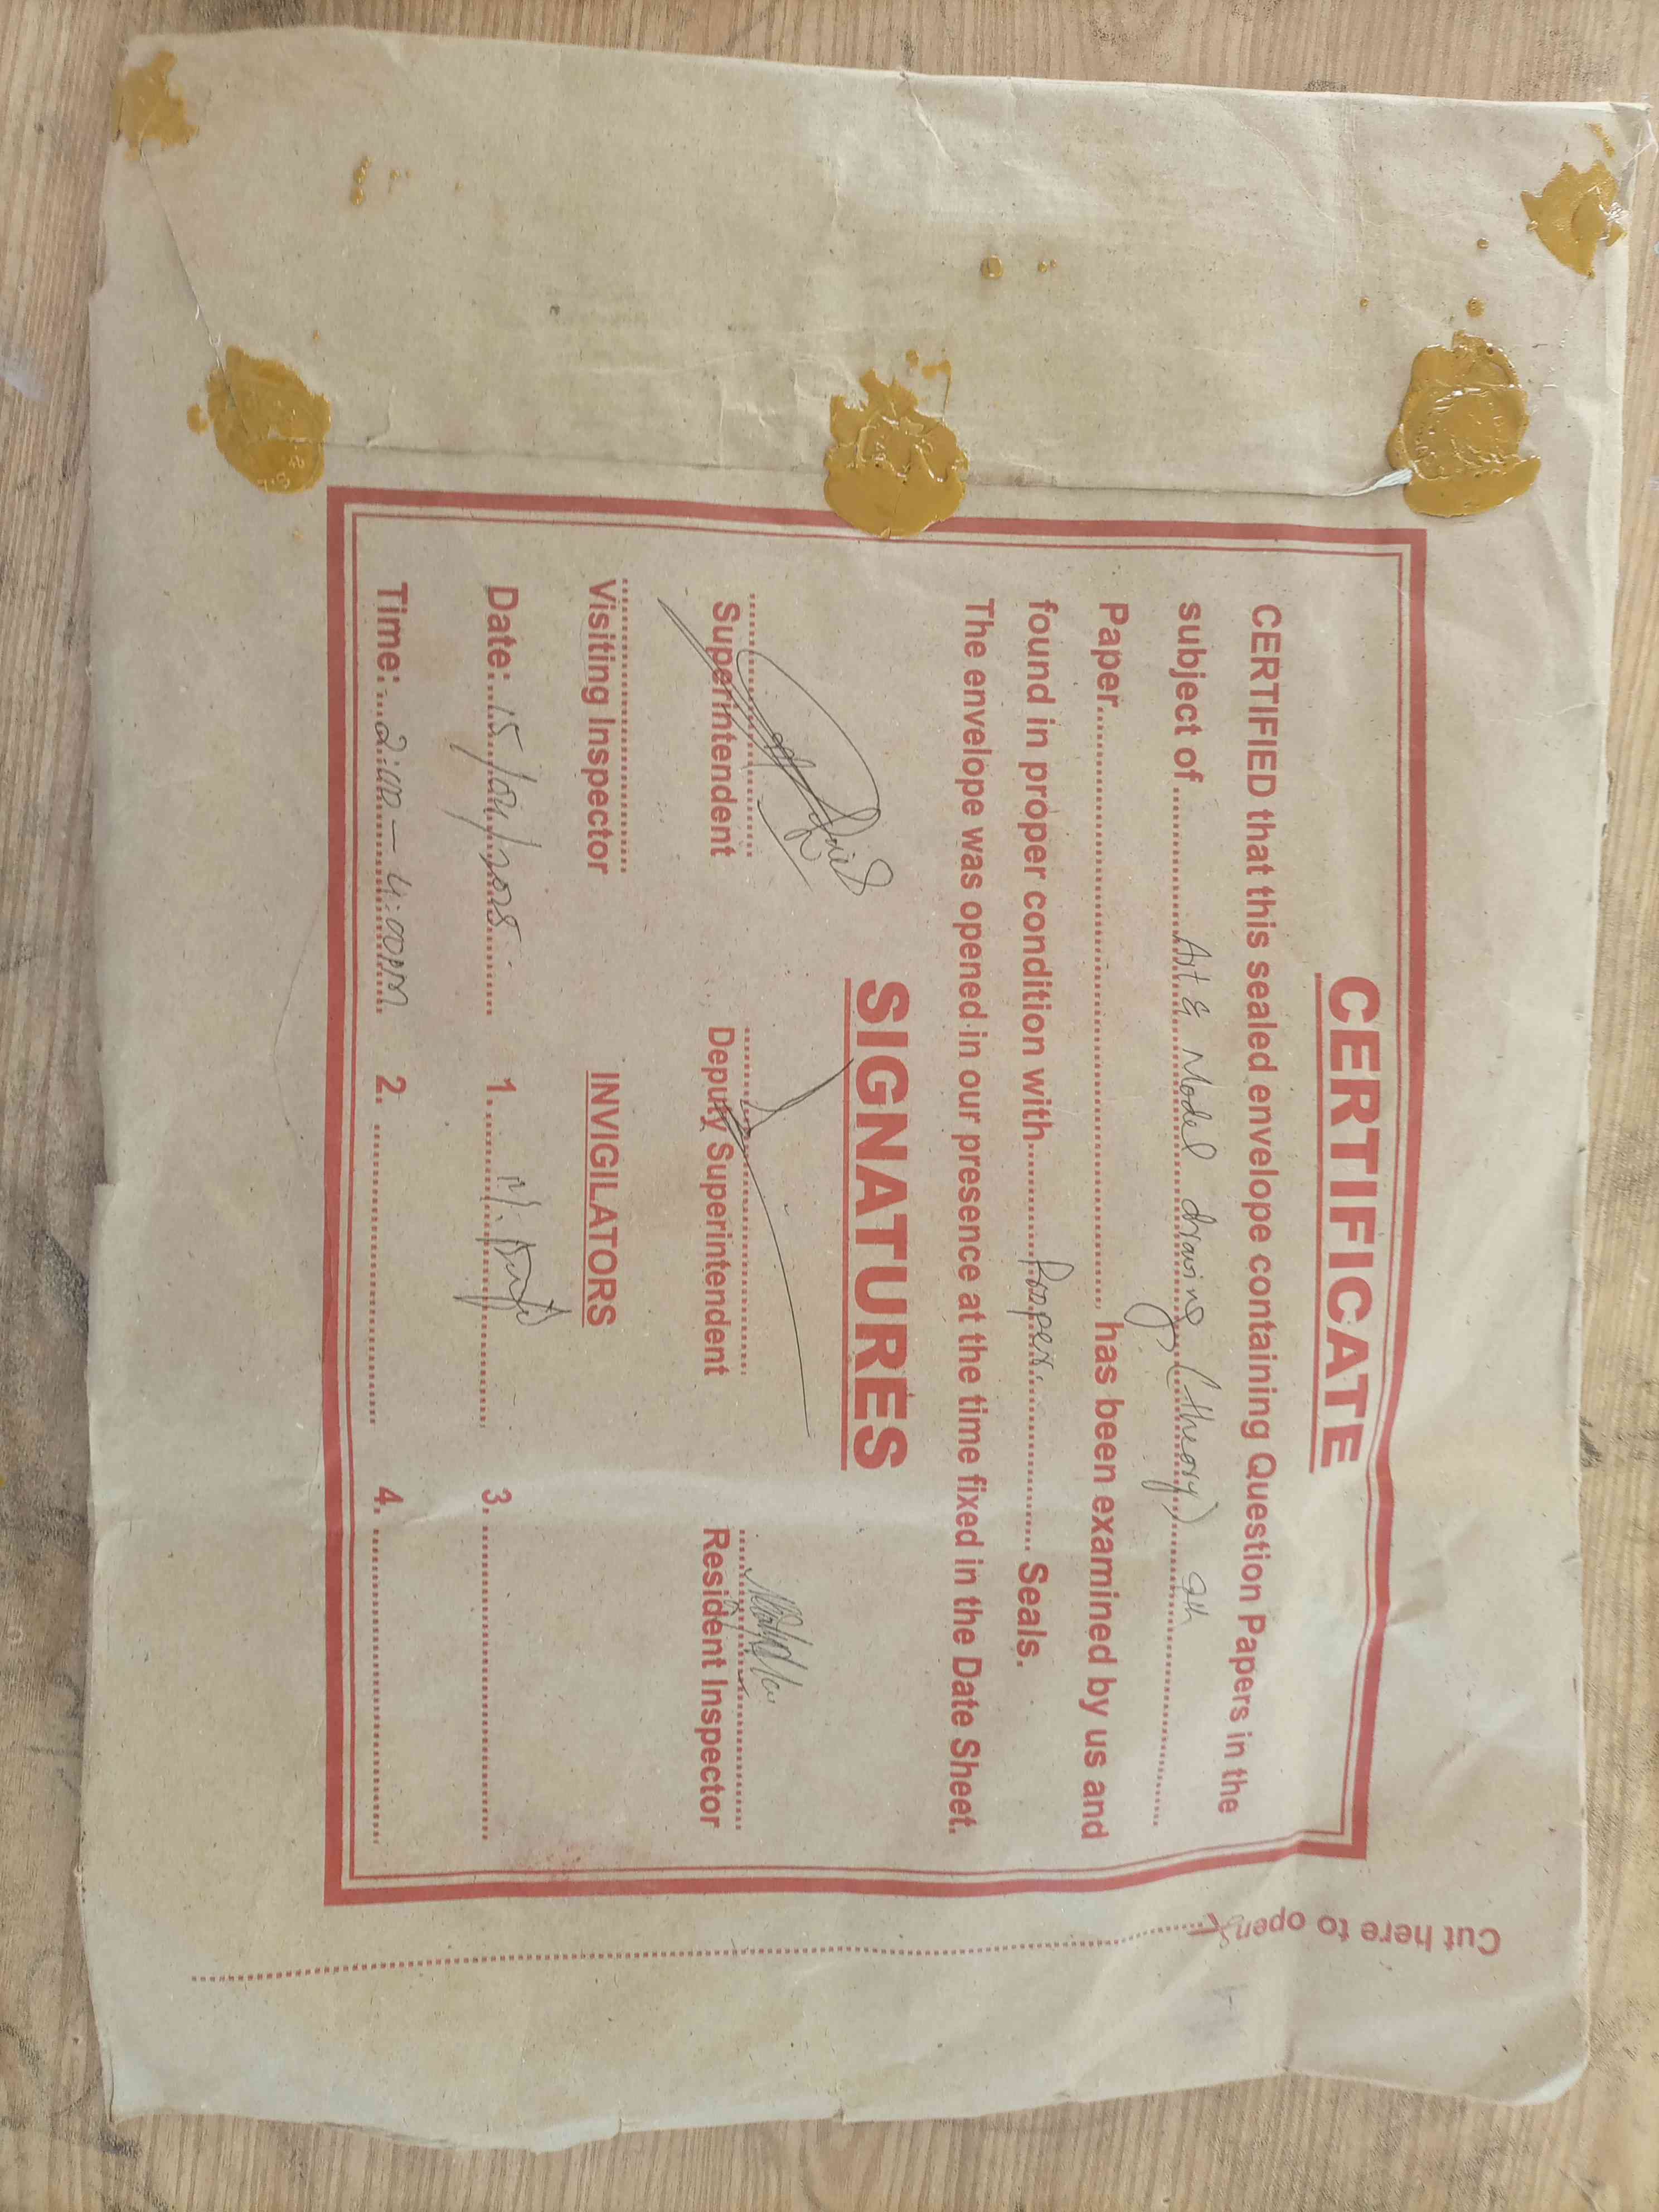 CERTIFICATE
CERTIFIED that this sealed envelope containing Question Papers in the
subject of Art & Model drawing (theory) 9th
Paper, has been examined by us and
found in proper condition with Proper Seals.
The envelope was opened in our presence at the time fixed in the Date Sheet.
SIGNATURES
Superintendent Deputy Superintendent Resident Inspector
Visiting Inspector INVIGILATORS
Date: 15/04/2025 1. 3.
Time: 2:00 - 4:00PM. 2. 4.
Cut here to open